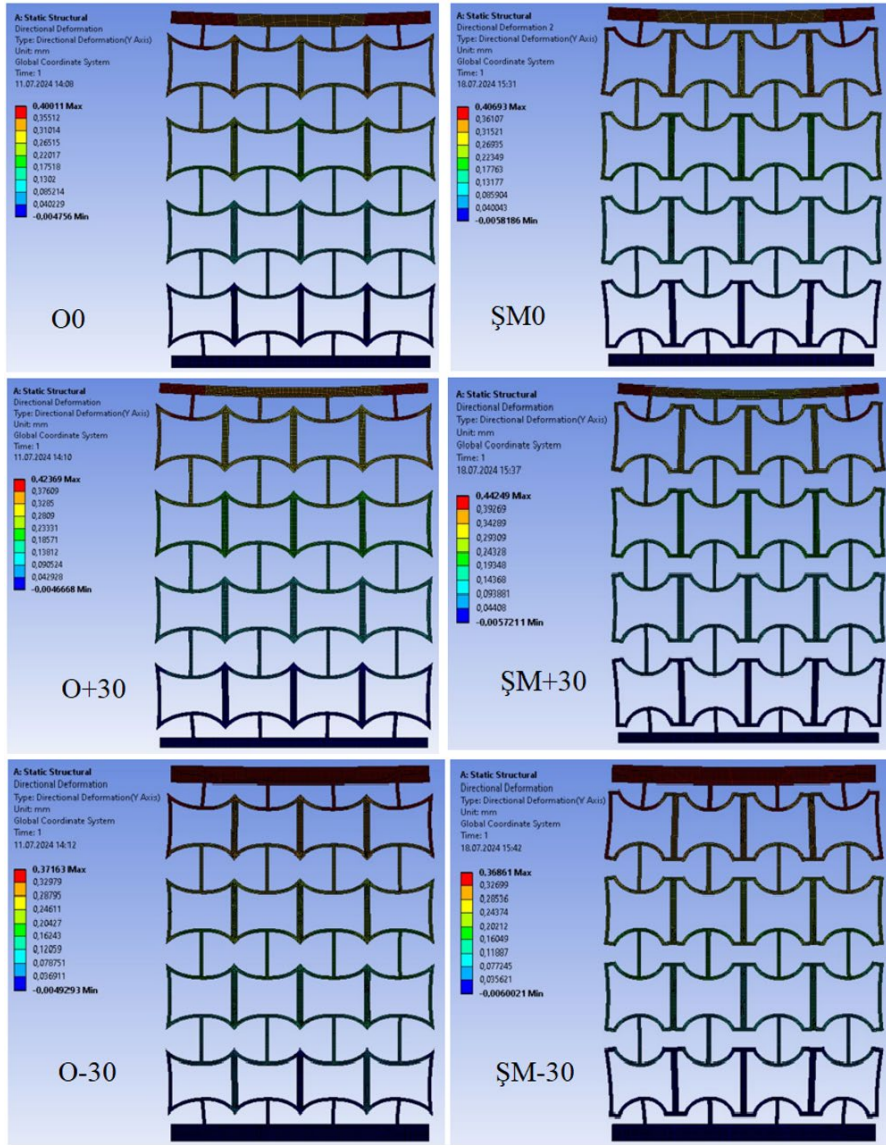 A: Static Structural
Directional Deformation
Type: Directional Deformation(Y Axis)
Unit: mm
Global Coordinate System
Time: 1
11.07.2024 14:08
0.40011 Max
0,35512
0,31014
0,26515
0,22017
0,17518
0,1302
0,085214
0,040229
-0.004756 Min
O0
A: Static Structural
Directional Deformation 2
Type: Directional Deformation(Y Axis)
Unit: mm
Global Coordinate System
Time: 1
18.07.2024 15:31
0.40693 Max
0,36107
0,31521
0,26935
0,22349
0,17763
0,13177
0,085904
0,040043
-0.0058186 Min
ŞM0
A: Static Structural
Directional Deformation
Type: Directional Deformation(Y Axis)
Unit: mm
Global Coordinate System
Time: 1
11.07.2024 14:10
0.42369 Max
0,37609
0,3285
0,2809
0,23331
0,18571
0,13812
0,090524
0,042928
-0.0046668 Min
O+30
A: Static Structural
Directional Deformation
Type: Directional Deformation(Y Axis)
Unit: mm
Global Coordinate System
Time: 1
18.07.2024 15:37
0.44249 Max
0,39269
0,34289
0,29309
0,24328
0,19348
0,14368
0,093881
0,04408
-0.0057211 Min
ŞM+30
A: Static Structural
Directional Deformation
Type: Directional Deformation(Y Axis)
Unit: mm
Global Coordinate System
Time: 1
11.07.2024 14:12
0.37163 Max
0,32979
0,28795
0,24611
0,20427
0,16243
0,12059
0,078751
0,036911
-0.0049293 Min
O-30
A: Static Structural
Directional Deformation
Type: Directional Deformation(Y Axis)
Unit: mm
Global Coordinate System
Time: 1
18.07.2024 15:42
0.36861 Max
0,32699
0,28536
0,24374
0,20212
0,16049
0,11887
0,077245
0,035621
-0.0060021 Min
ŞM-30